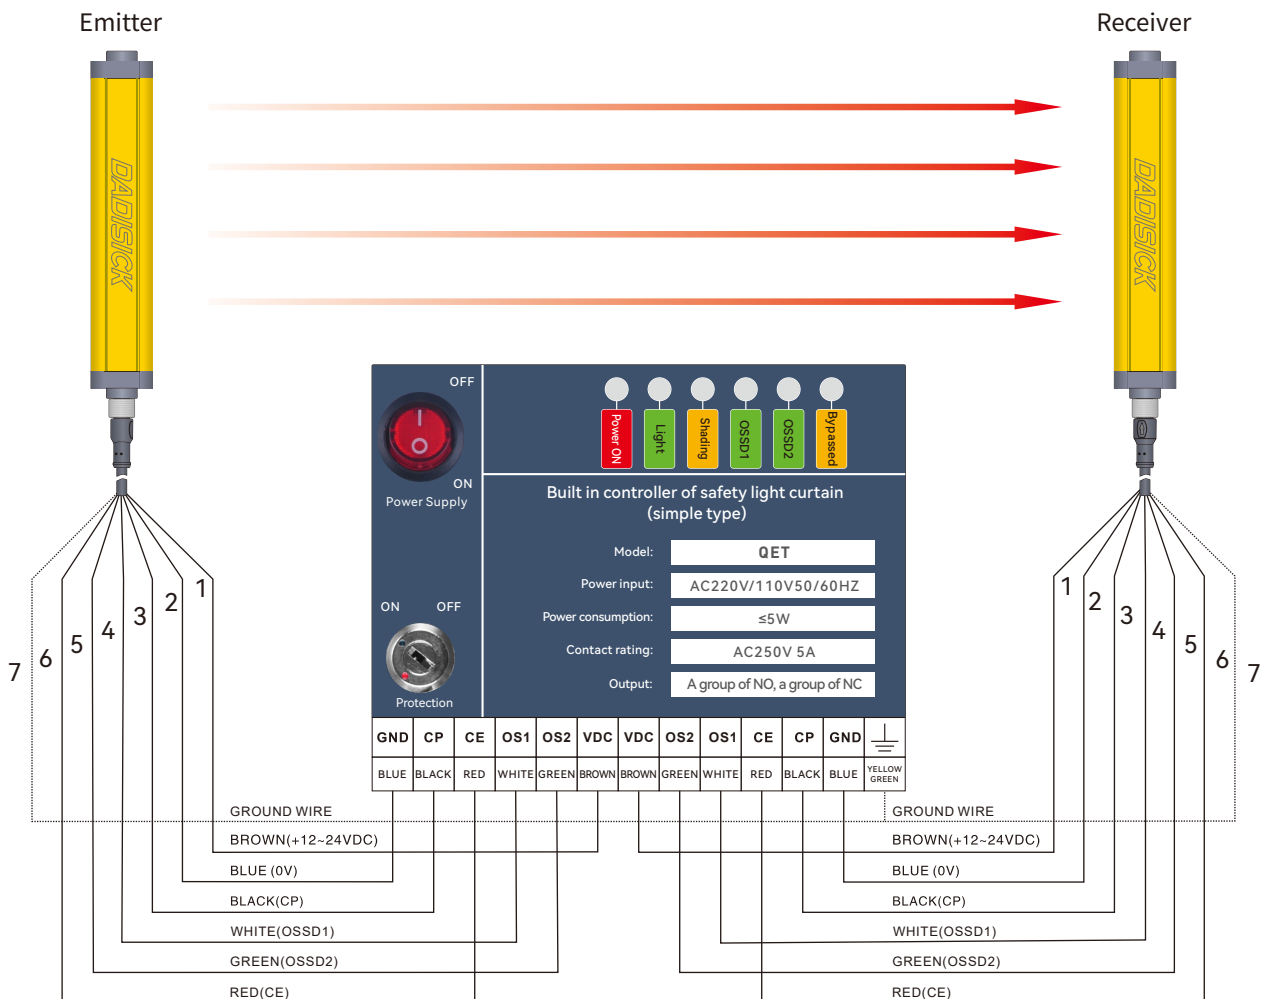 Emitter
Receiver
DADISICK
DADISICK
OFF
ON
Power Supply
Power ON
Light
Shading
OSSD1
OSSD2
Bypassed
Built in controller of safety light curtain
(simple type)
Model: QET
Power input: AC220V/110V50/60HZ
Power consumption: ≤5W
Contact rating: AC250V 5A
Output: A group of NO, a group of NC
ON OFF
Protection
GND CP CE OS1 OS2 VDC VDC OS2 OS1 CE CP GND
BLUE BLACK RED WHITE GREEN BROWN BROWN GREEN WHITE RED BLACK BLUE YELLOW GREEN
7 6 5 4 3 2 1
1 2 3 4 5 6 7
GROUND WIRE
BROWN(+12~24VDC)
BLUE (0V)
BLACK(CP)
WHITE(OSSD1)
GREEN(OSSD2)
RED(CE)
GROUND WIRE
BROWN(+12~24VDC)
BLUE (0V)
BLACK(CP)
WHITE(OSSD1)
GREEN(OSSD2)
RED(CE)